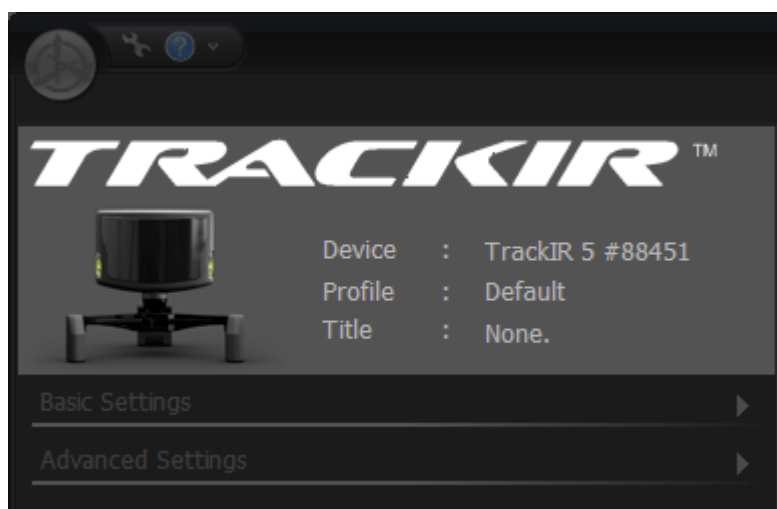 TRACKIR™
Device : TrackIR 5 #88451
Profile : Default
Title : None.
Basic Settings
Advanced Settings